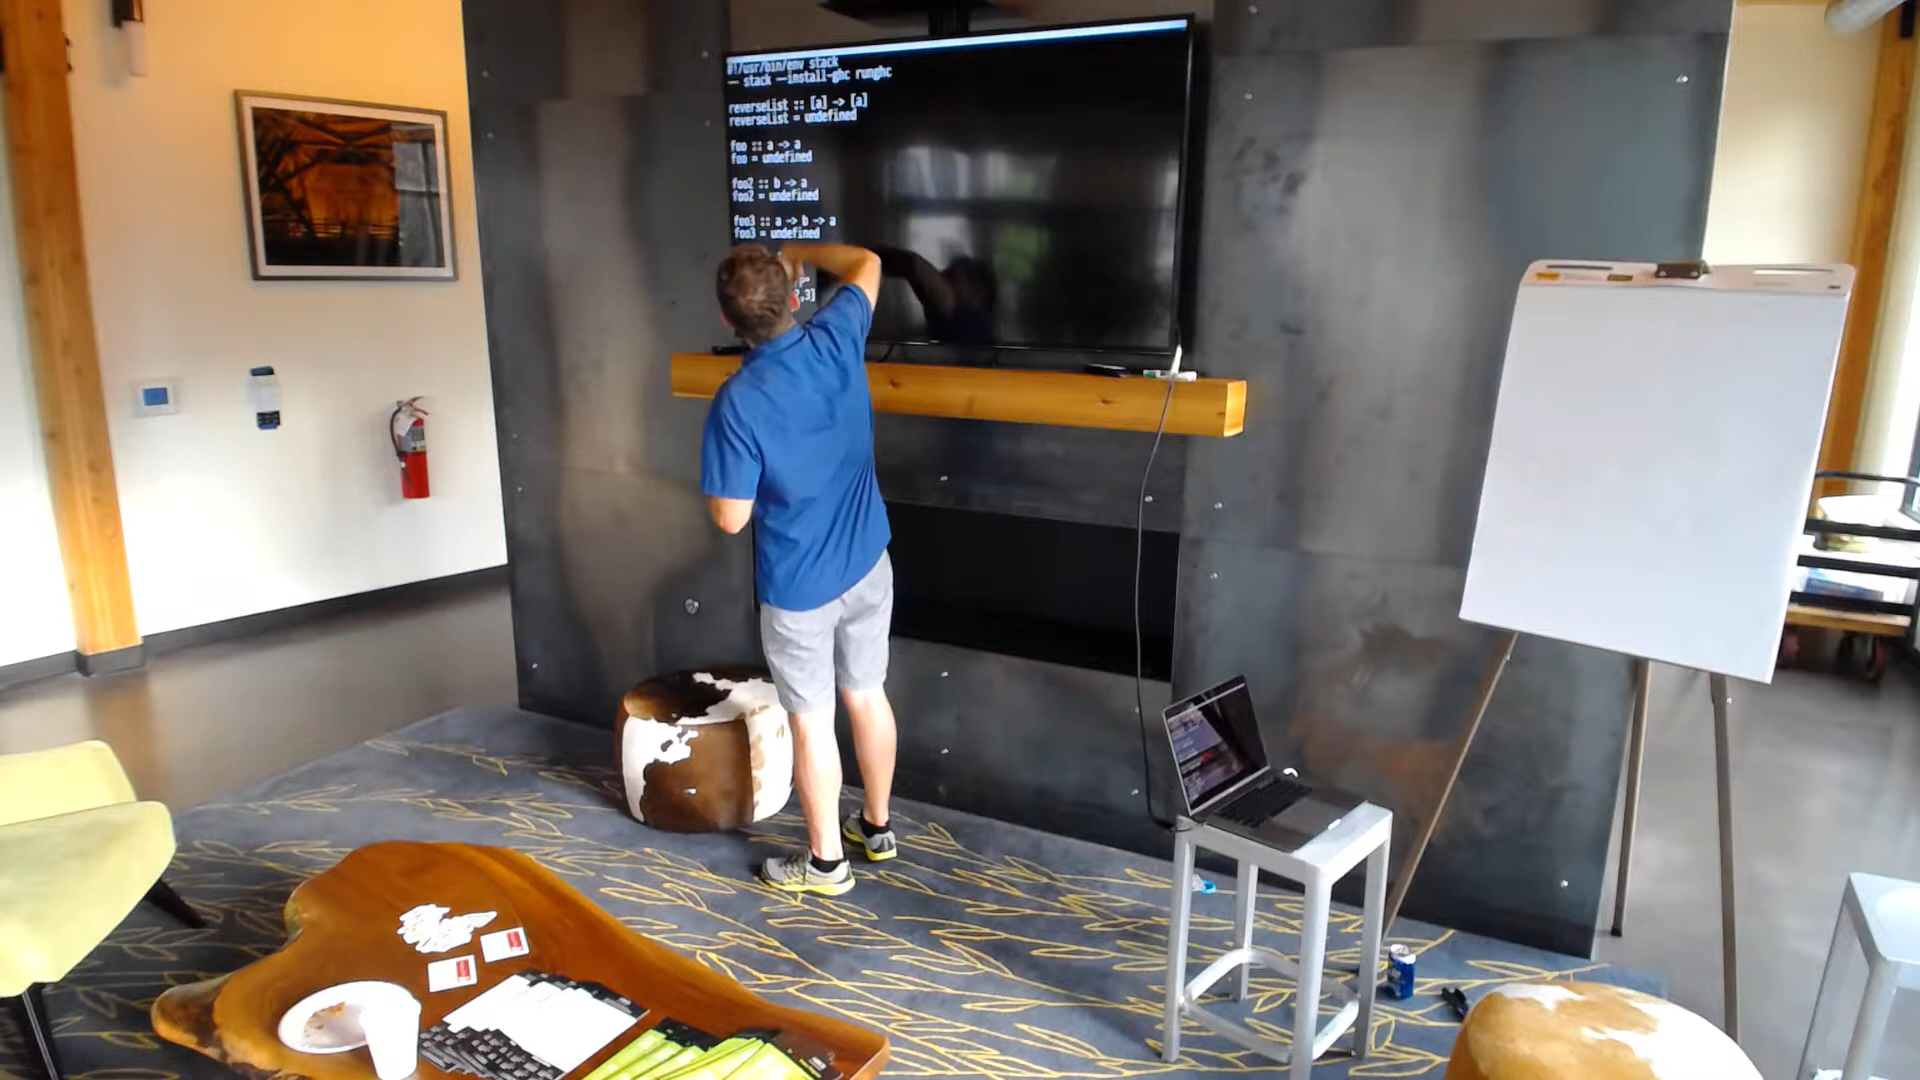 #!/usr/bin/env stack
-- stack --install-ghc runghc
reverseList :: [a] -> [a]
reverseList = undefined
foo :: a -> a
foo = undefined
foo2 :: b -> a
foo2 = undefined
foo3 :: a -> b -> a
foo3 = undefined
,3]